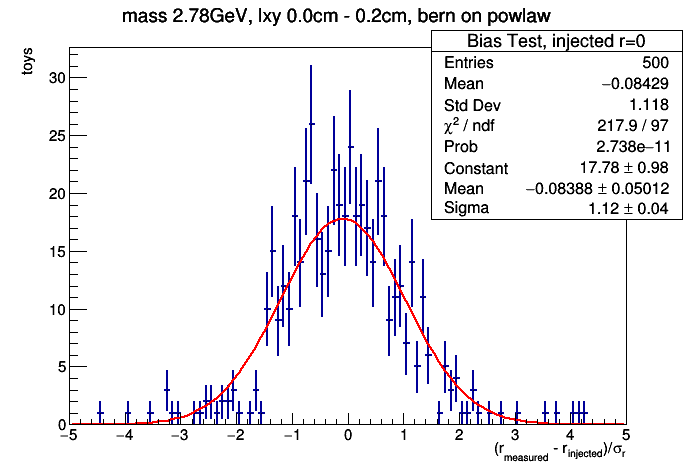 mass 2.78GeV, lxy 0.0cm - 0.2cm, bern on powlaw
Bias Test, injected r=0
Entries 500
Mean −0.08429
Std Dev 1.118
χ² / ndf 217.9 / 97
Prob 2.738e−11
Constant 17.78 ± 0.98
Mean −0.08388 ± 0.05012
Sigma 1.12 ± 0.04
toys
30
25
20
15
10
5
0
−5 −4 −3 −2 −1 0 1 2 3 4 5
(r_measured - r_injected)/σ_r